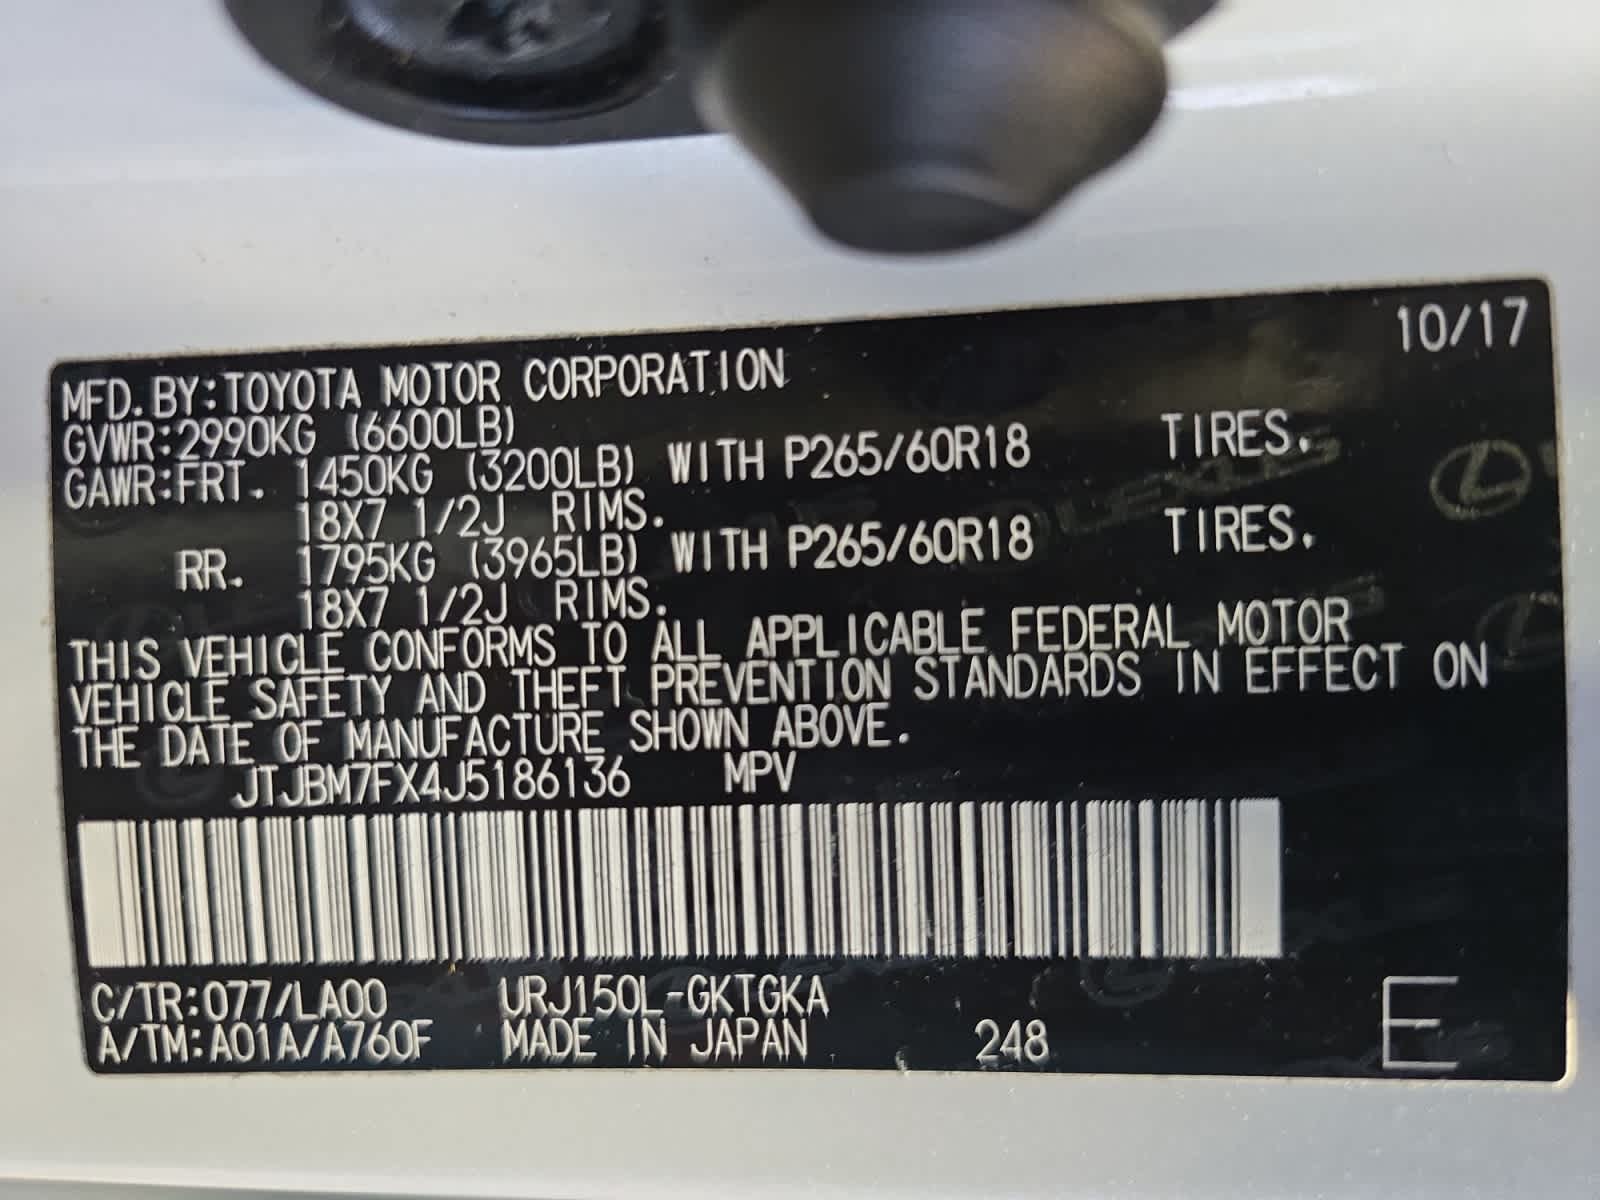 10/17
MFD. BY:TOYOTA MOTOR CORPORATION
GVWR:2990KG (6600LB)
GAWR:FRT. 1450KG (3200LB) WITH P265/60R18 TIRES.
18X7 1/2J RIMS.
RR. 1795KG (3965LB) WITH P265/60R18 TIRES.
18X7 1/2J RIMS.
THIS VEHICLE CONFORMS TO ALL APPLICABLE FEDERAL MOTOR
VEHICLE SAFETY AND THEFT PREVENTION STANDARDS IN EFFECT ON
THE DATE OF MANUFACTURE SHOWN ABOVE.
JTJBM7FX4J5186136 MPV
C/TR:077/LA00 URJ150L-GKTGKA
A/TM:A01A/A760F MADE IN JAPAN 248 E
LEXUS